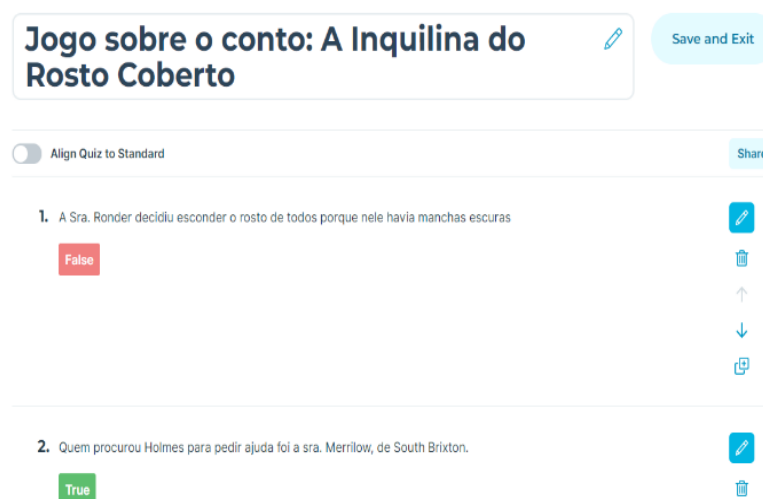 Jogo sobre o conto: A Inquilina do
Rosto Coberto
Save and Exit
Align Quiz to Standard
Share
1. A Sra. Ronder decidiu esconder o rosto de todos porque nele havia manchas escuras
False
2. Quem procurou Holmes para pedir ajuda foi a sra. Merrilow, de South Brixton.
True